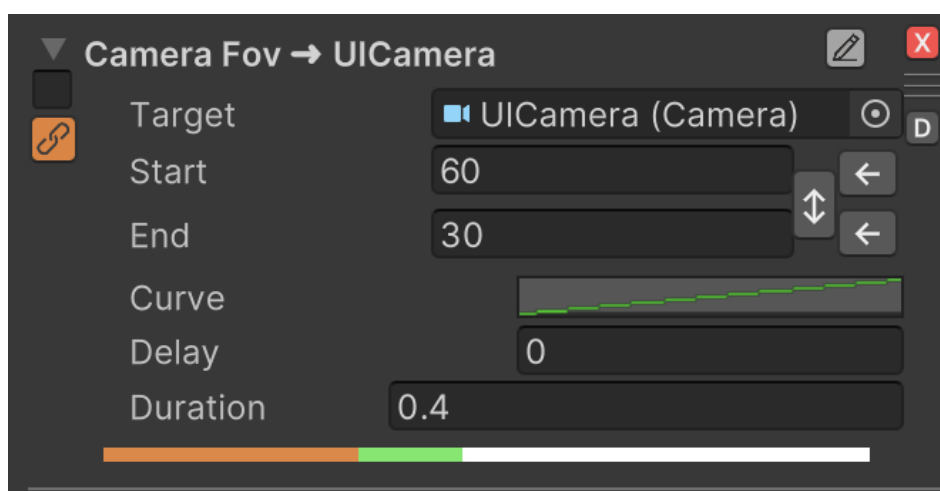 Camera Fov → UICamera
X
Target UICamera (Camera)
D
Start 60
End 30
Curve
Delay 0
Duration 0.4